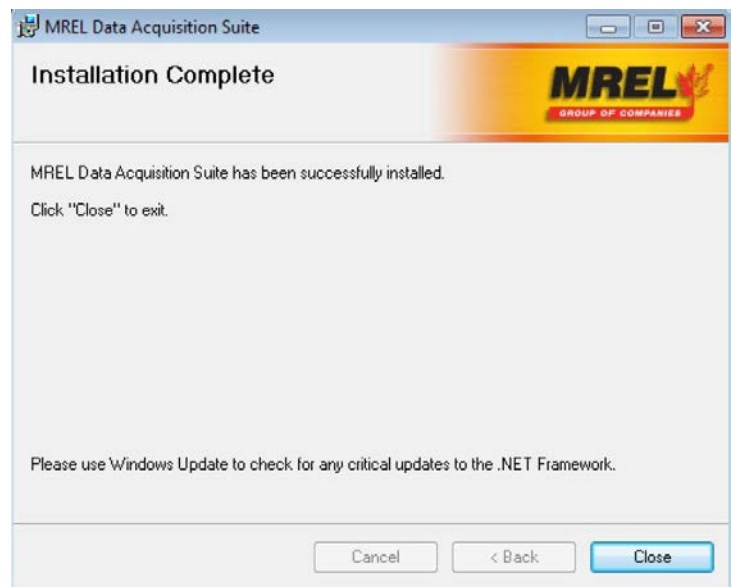 MREL Data Acquisition Suite
Installation Complete
MREL
GROUP OF COMPANIES
MREL Data Acquisition Suite has been successfully installed.
Click "Close" to exit.
Please use Windows Update to check for any critical updates to the .NET Framework.
Cancel
< Back
Close